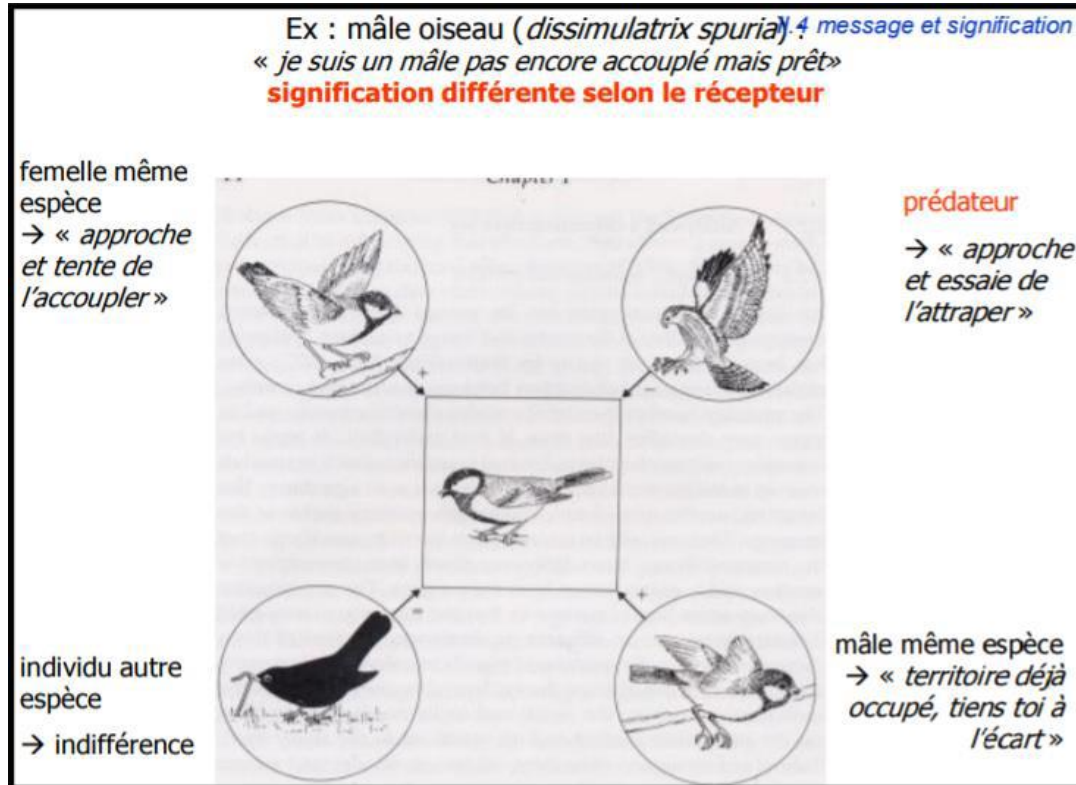 Ex : mâle oiseau (dissimulatrix spuria) :
.4 message et signification
« je suis un mâle pas encore accouplé mais prêt»
signification différente selon le récepteur
femelle même
espèce
→ « approche
et tente de
l'accoupler »
prédateur
→ « approche
et essaie de
l'attraper »
+
−
=
+
individu autre
espèce
→ indifférence
mâle même espèce
→ « territoire déjà
occupé, tiens toi à
l'écart »